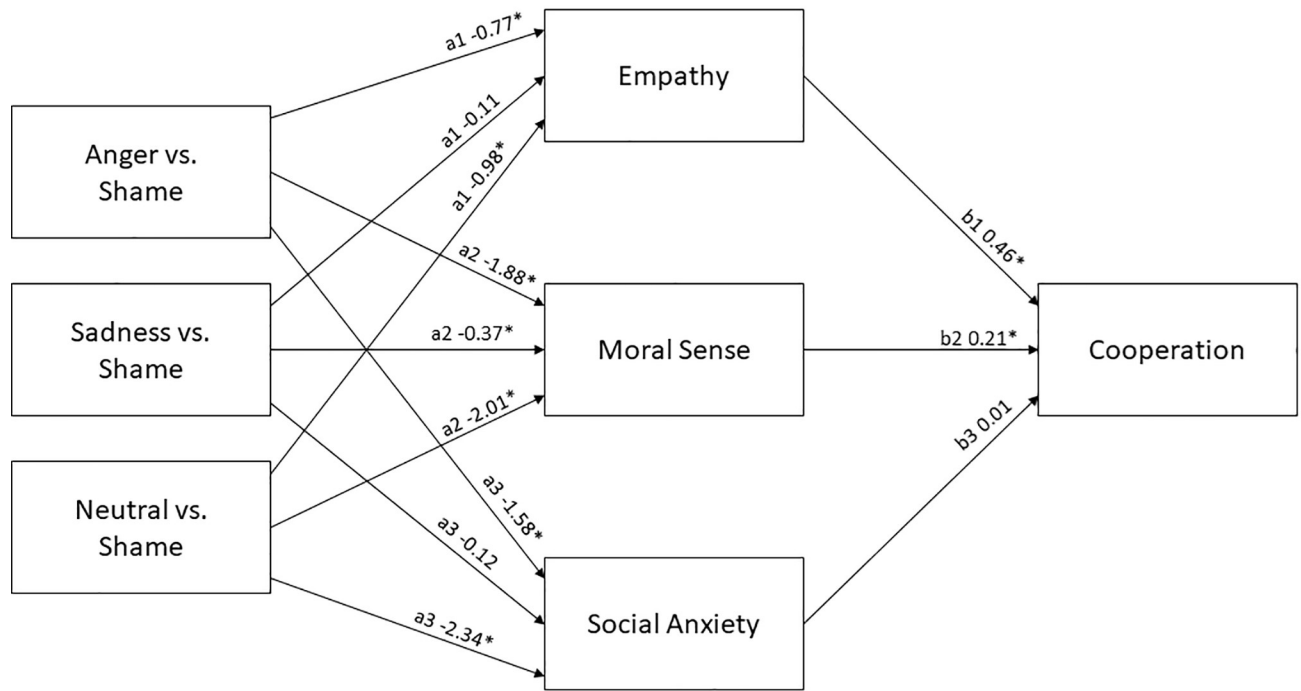 a1 -0.77*
Empathy
a1 -0.11
Anger vs.
Shame
a1 -0.98*
b1 0.46*
a2 -1.88*
Sadness vs.
Shame
a2 -0.37*
Moral Sense
b2 0.21*
Cooperation
a2 -2.01*
b3 0.01
Neutral vs.
Shame
a3 -1.58*
a3 -0.12
a3 -2.34*
Social Anxiety